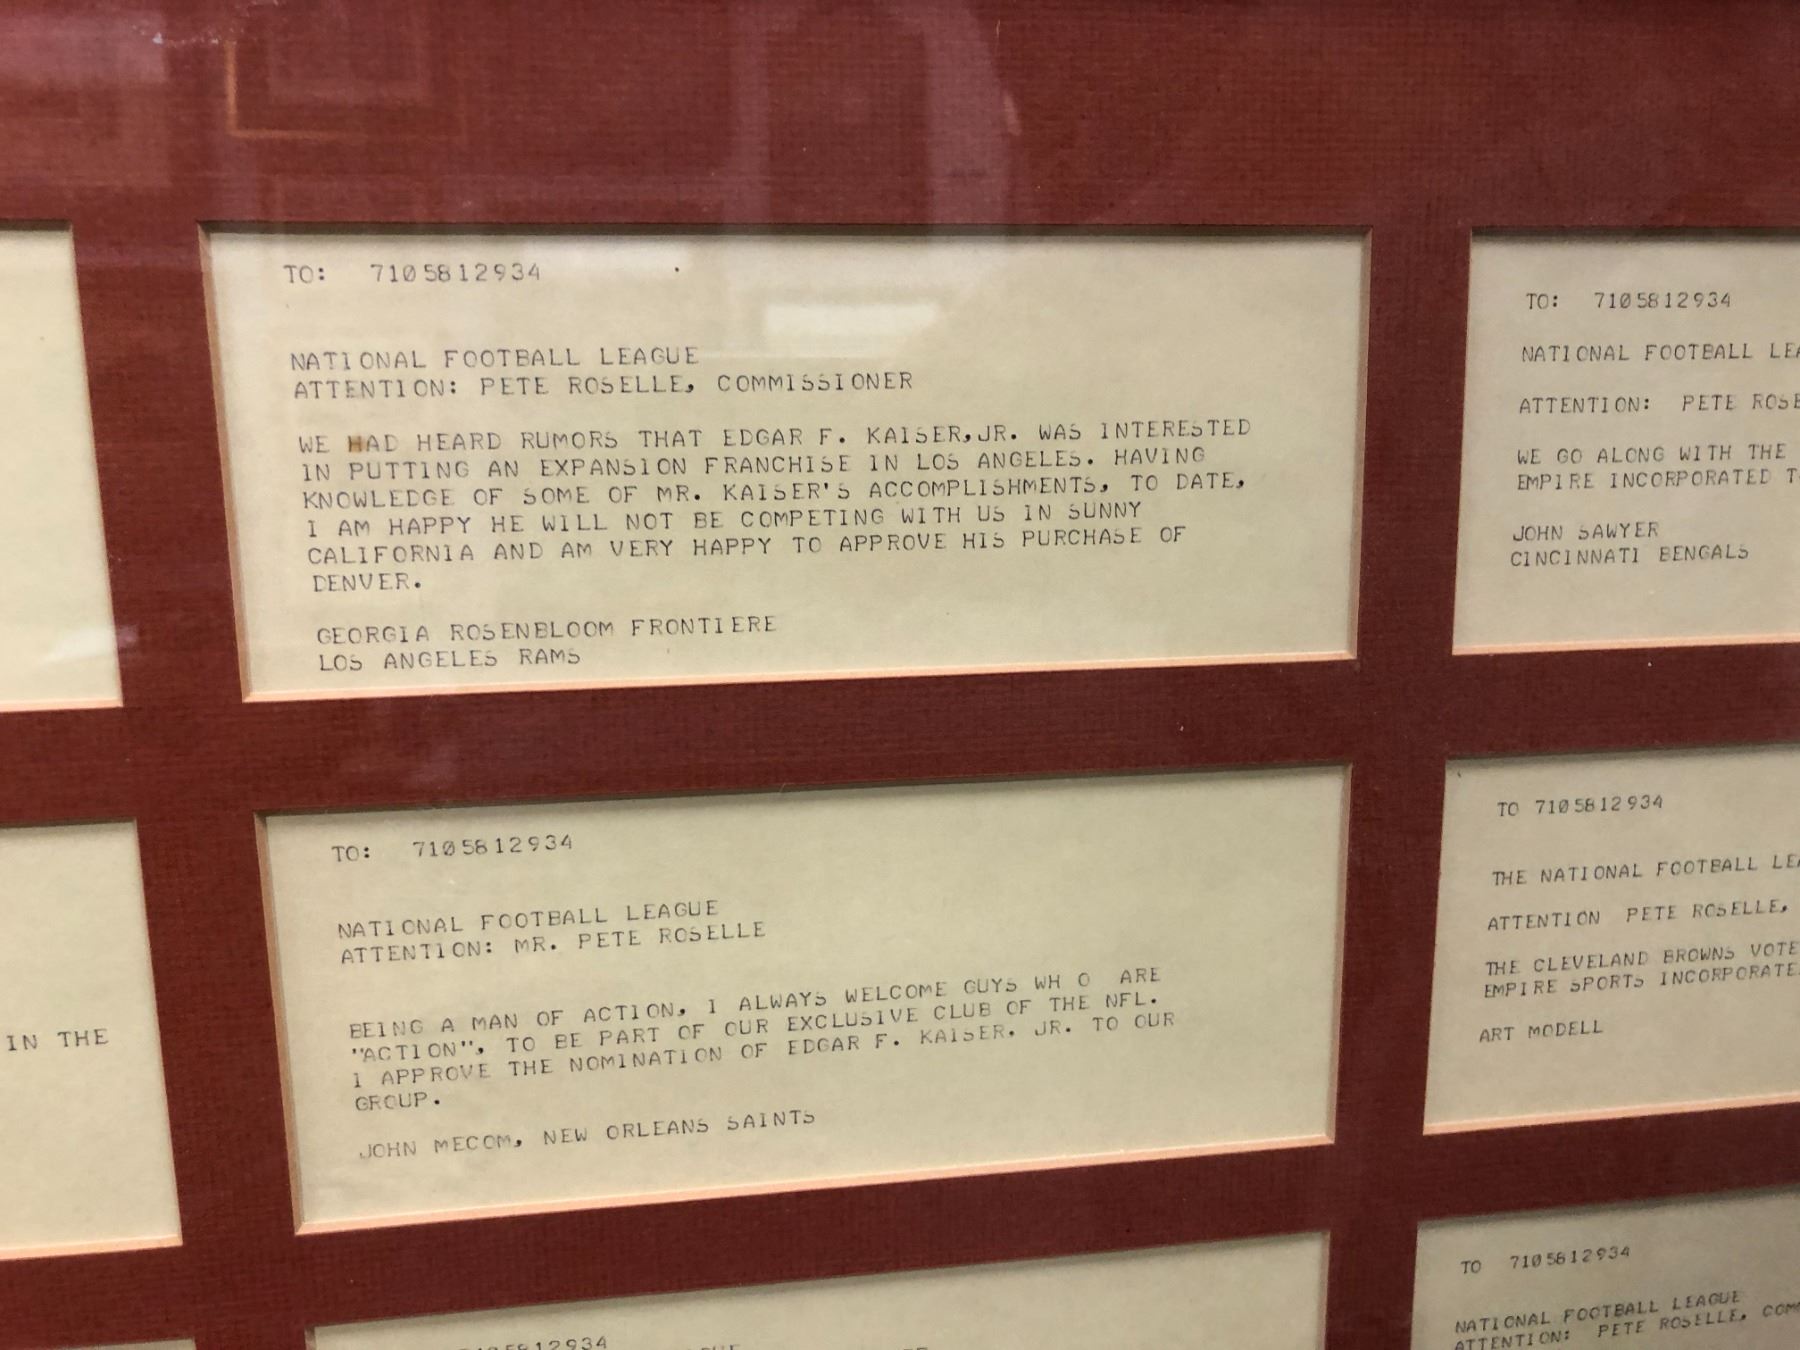 TO: 7105812934
NATIONAL FOOTBALL LEAGUE
ATTENTION: PETE ROSELLE, COMMISSIONER
WE HAD HEARD RUMORS THAT EDGAR F. KAISER,JR. WAS INTERESTED
IN PUTTING AN EXPANSION FRANCHISE IN LOS ANGELES. HAVING
KNOWLEDGE OF SOME OF MR. KAISER'S ACCOMPLISHMENTS, TO DATE,
I AM HAPPY HE WILL NOT BE COMPETING WITH US IN SUNNY
CALIFORNIA AND AM VERY HAPPY TO APPROVE HIS PURCHASE OF
DENVER.
GEORGIA ROSENBLOOM FRONTIERE
LOS ANGELES RAMS
TO: 7105812934
NATIONAL FOOTBALL
ATTENTION: PETE
WE GO ALONG WITH THE
EMPIRE INCORPORATED
JOHN SAWYER
CINCINNATI BENGALS
IN THE
TO: 7105812934
NATIONAL FOOTBALL LEAGUE
ATTENTION: MR. PETE ROSELLE
BEING A MAN OF ACTION, I ALWAYS WELCOME GUYS WH O ARE
"ACTION", TO BE PART OF OUR EXCLUSIVE CLUB OF THE NFL.
I APPROVE THE NOMINATION OF EDGAR F. KAISER. JR. TO OUR
GROUP.
JOHN MECOM, NEW ORLEANS SAINTS
TO 7105812934
THE NATIONAL FOOTBALL
ATTENTION PETE ROSELLE,
THE CLEVELAND BROWNS VOTE
EMPIRE SPORTS
ART MODELL
TO 7105812934
NATIONAL FOOTBALL LEAGUE
ATTENTION: PETE ROSELLE,